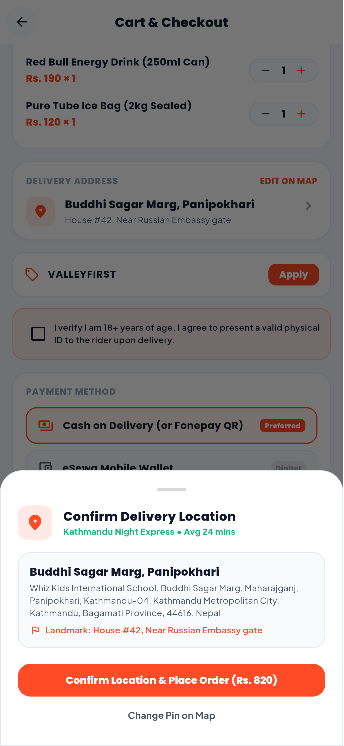 Cart & Checkout
Red Bull Energy Drink (250ml Can)
Rs. 190 × 1
− 1 +
Pure Tube Ice Bag (2kg Sealed)
Rs. 120 × 1
− 1 +
DELIVERY ADDRESS
EDIT ON MAP
Buddhi Sagar Marg, Panipokhari
House #42, Near Russian Embassy gate
VALLEYFIRST
Apply
I verify I am 18+ years of age. I agree to present a valid physical
ID to the rider upon delivery.
PAYMENT METHOD
Cash on Delivery (or Fonepay QR)
Preferred
eSewa Mobile Wallet
Digital
Confirm Delivery Location
Kathmandu Night Express • Avg 24 mins
Buddhi Sagar Marg, Panipokhari
Whiz Kids International School, Buddhi Sagar Marg, Maharajganj,
Panipokhari, Kathmandu-04, Kathmandu Metropolitan City,
Kathmandu, Bagamati Province, 44616, Nepal
Landmark: House #42, Near Russian Embassy gate
Confirm Location & Place Order (Rs. 820)
Change Pin on Map